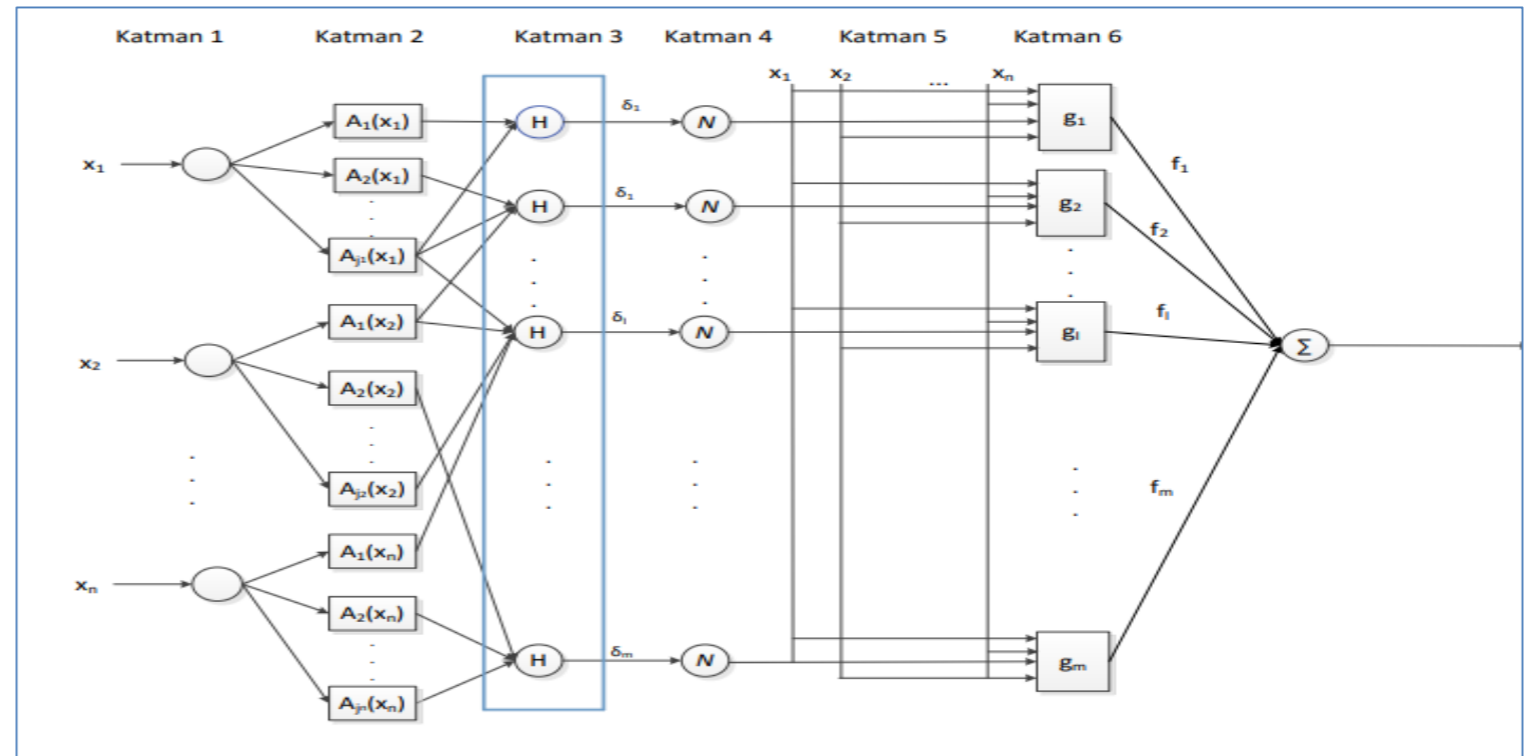 Katman 1 Katman 2 Katman 3 Katman 4 Katman 5 Katman 6
x₁ x₂ ... xₙ
A₁(x₁) H δ₁ N g₁
x₁ A₂(x₁) f₁
H δ₁ N g₂
f₂
Aⱼ₁(x₁)
A₁(x₂) H δₗ N gₗ fₗ
Σ
x₂
A₂(x₂)
Aⱼ₂(x₂) fₘ
A₁(xₙ)
xₙ
A₂(xₙ)
H δₘ N gₘ
Aⱼₙ(xₙ)